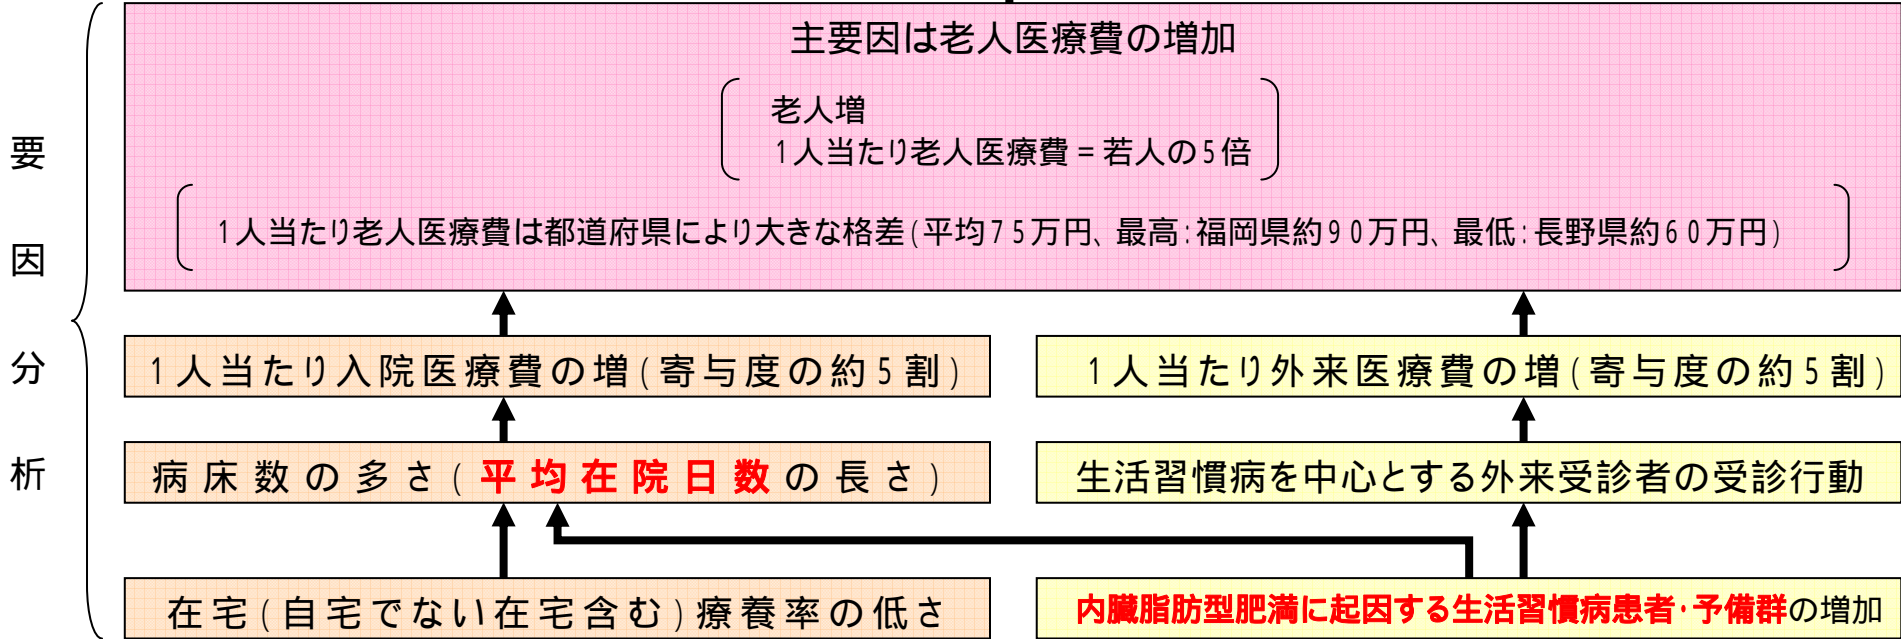 要因分析
主要因は老人医療費の増加
老人増
1人当たり老人医療費=若人の5倍
1人当たり老人医療費は都道府県により大きな格差(平均75万円、最高:福岡県約90万円、最低:長野県約60万円)
1人当たり入院医療費の増(寄与度の約5割)
1人当たり外来医療費の増(寄与度の約5割)
病床数の多さ(平均在院日数の長さ)
生活習慣病を中心とする外来受診者の受診行動
在宅(自宅でない在宅含む)療養率の低さ
内臓脂肪型肥満に起因する生活習慣病患者・予備群の増加